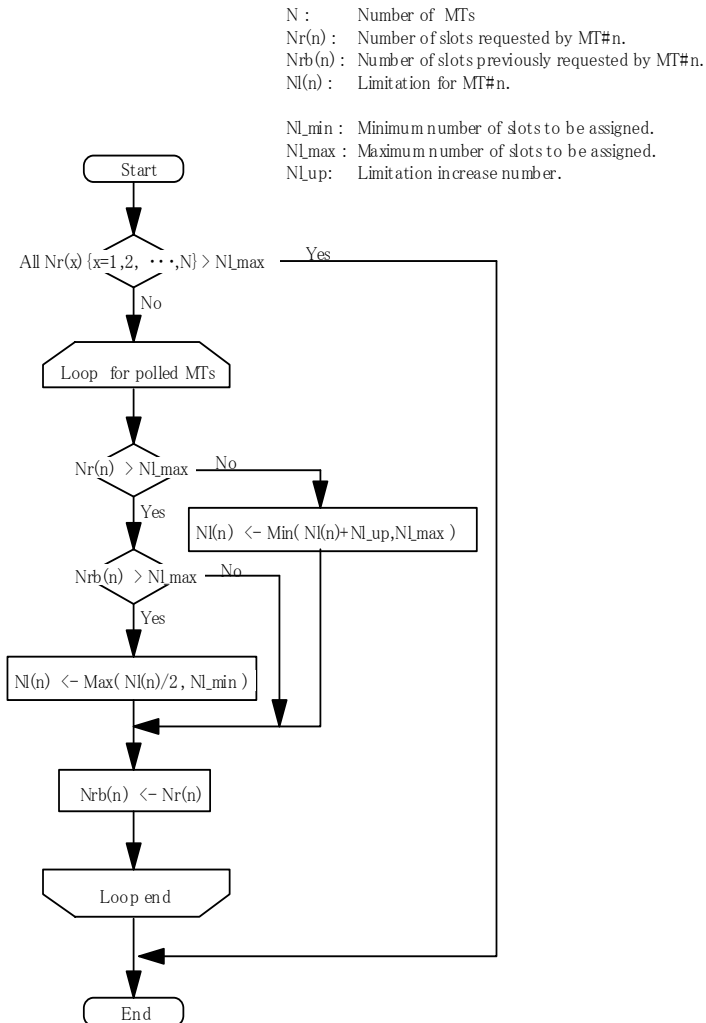 N : Number of MTs
Nr(n) : Number of slots requested by MT#n.
Nrb(n) : Number of slots previously requested by MT#n.
Nl(n) : Limitation for MT#n.
Nl_min : Minimum number of slots to be assigned.
Nl_max : Maximum number of slots to be assigned.
Nl_up: Limitation increase number.
Start
All Nr(x) {x=1,2, ・・・,N} > Nl_max
Yes
No
Loop for polled MTs
Nr(n) > Nl_max
No
Yes
Nl(n) <- Min( Nl(n)+Nl_up,Nl_max )
Nrb(n) > Nl_max
No
Yes
Nl(n) <- Max( Nl(n)/2, Nl_min )
Nrb(n) <- Nr(n)
Loop end
End